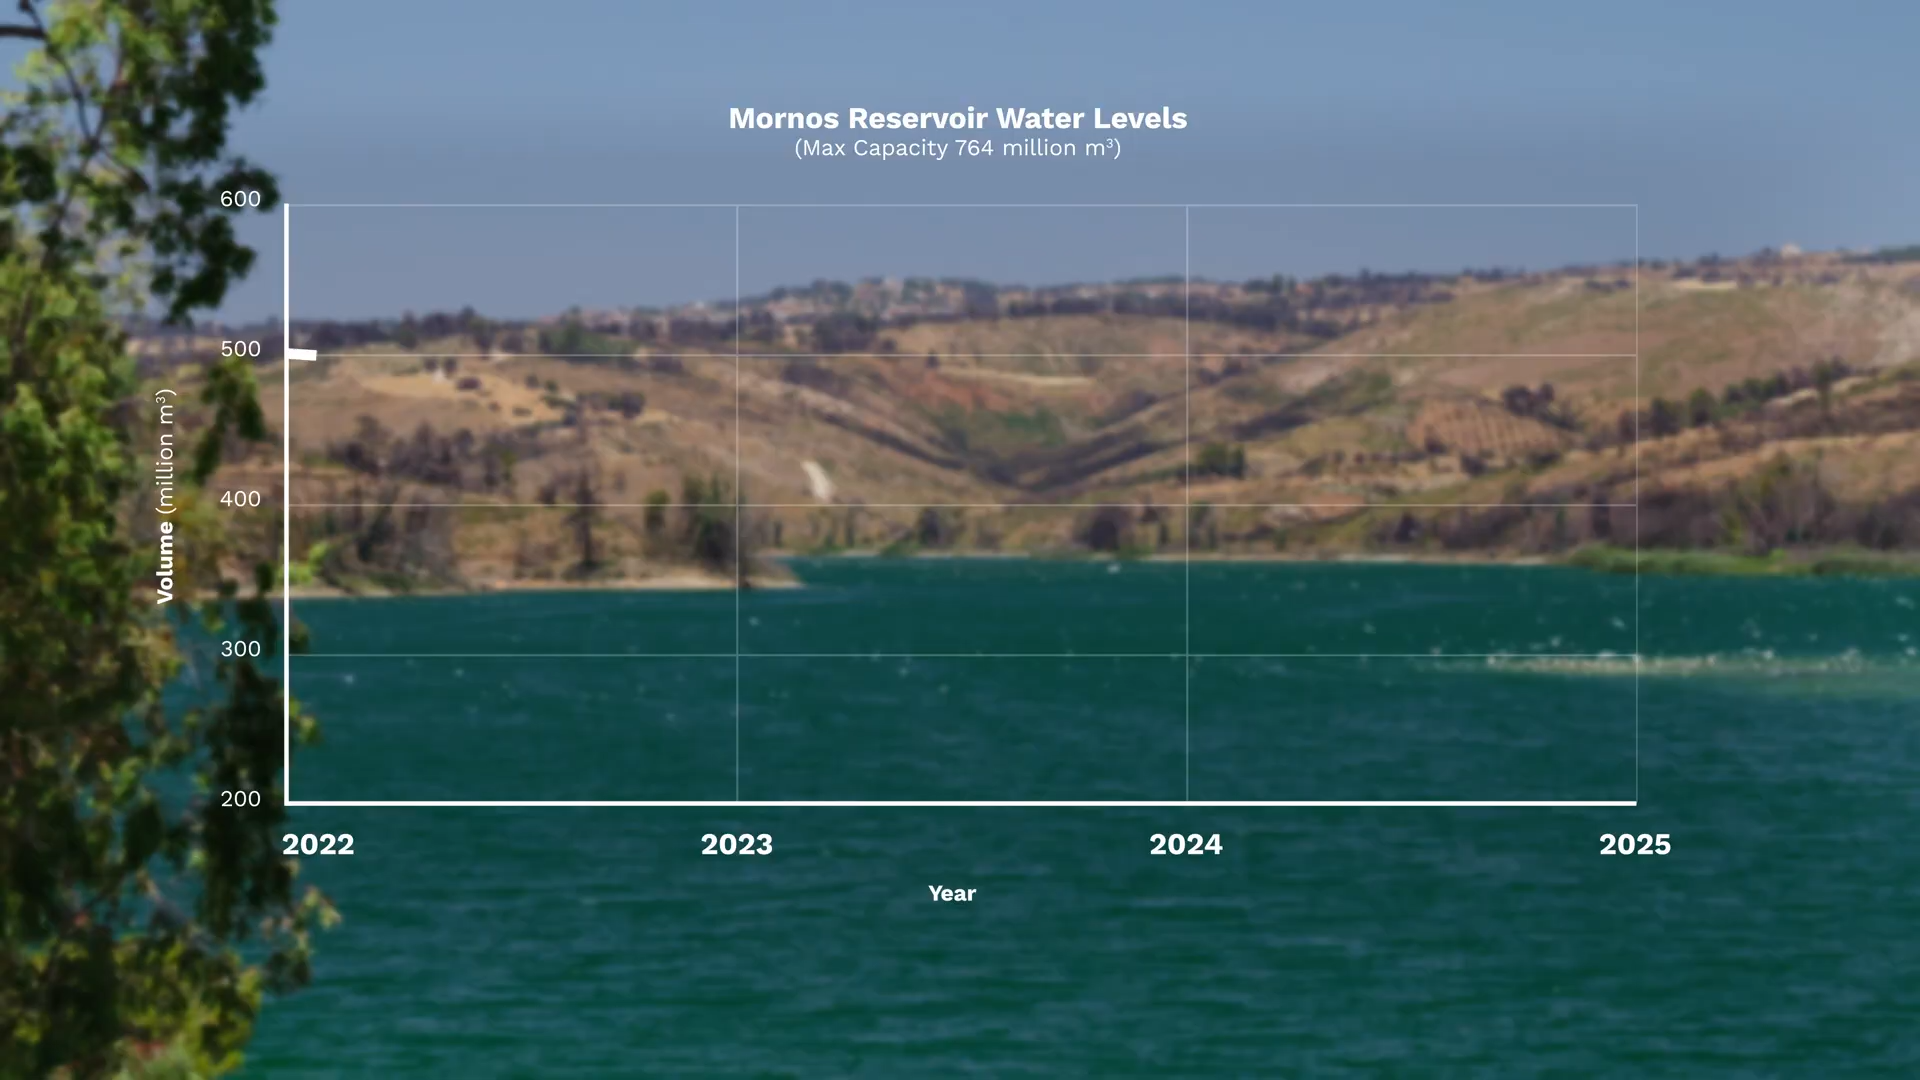 Mornos Reservoir Water Levels
(Max Capacity 764 million m³)
600
500
400
300
200
Volume (million m³)
2022
2023
2024
2025
Year